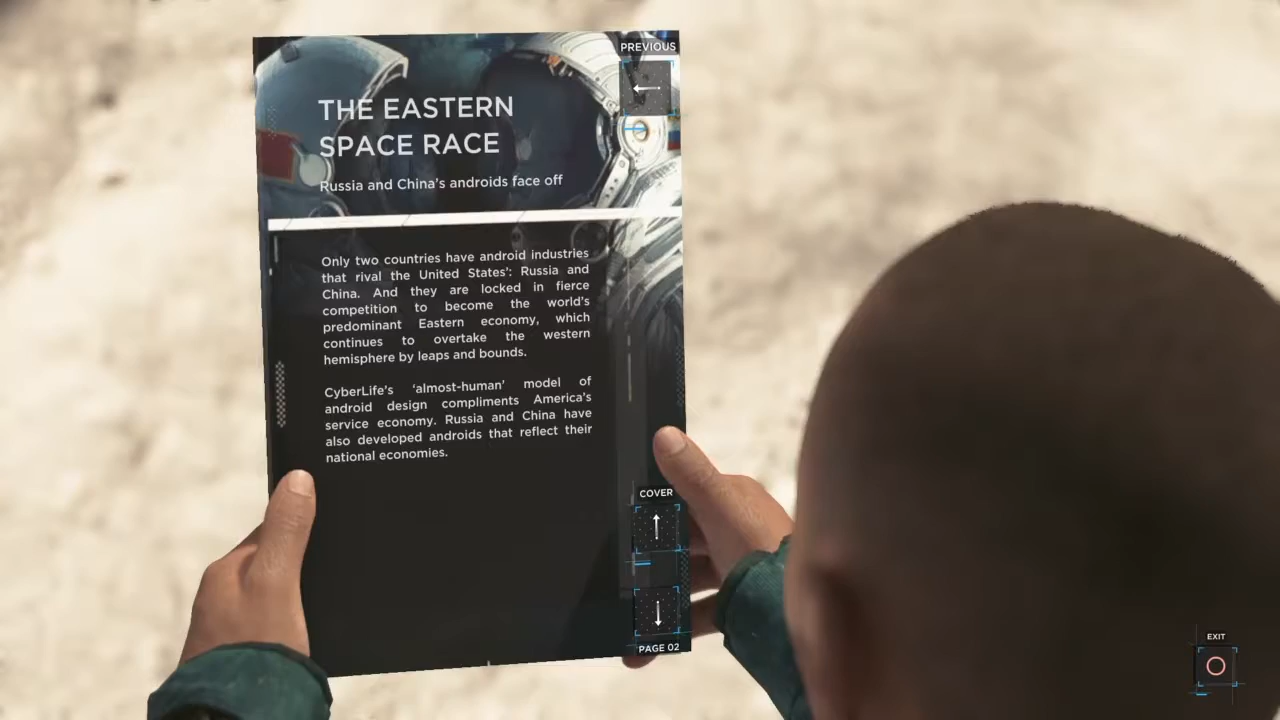 PREVIOUS
THE EASTERN
SPACE RACE
Russia and China's androids face off
Only two countries have android industries
that rival the United States': Russia and
China. And they are locked in fierce
competition to become the world's
predominant Eastern economy, which
continues to overtake the western
hemisphere by leaps and bounds.
CyberLife's 'almost-human' model of
android design compliments America's
service economy. Russia and China have
also developed androids that reflect their
national economies.
COVER
PAGE 02
EXIT